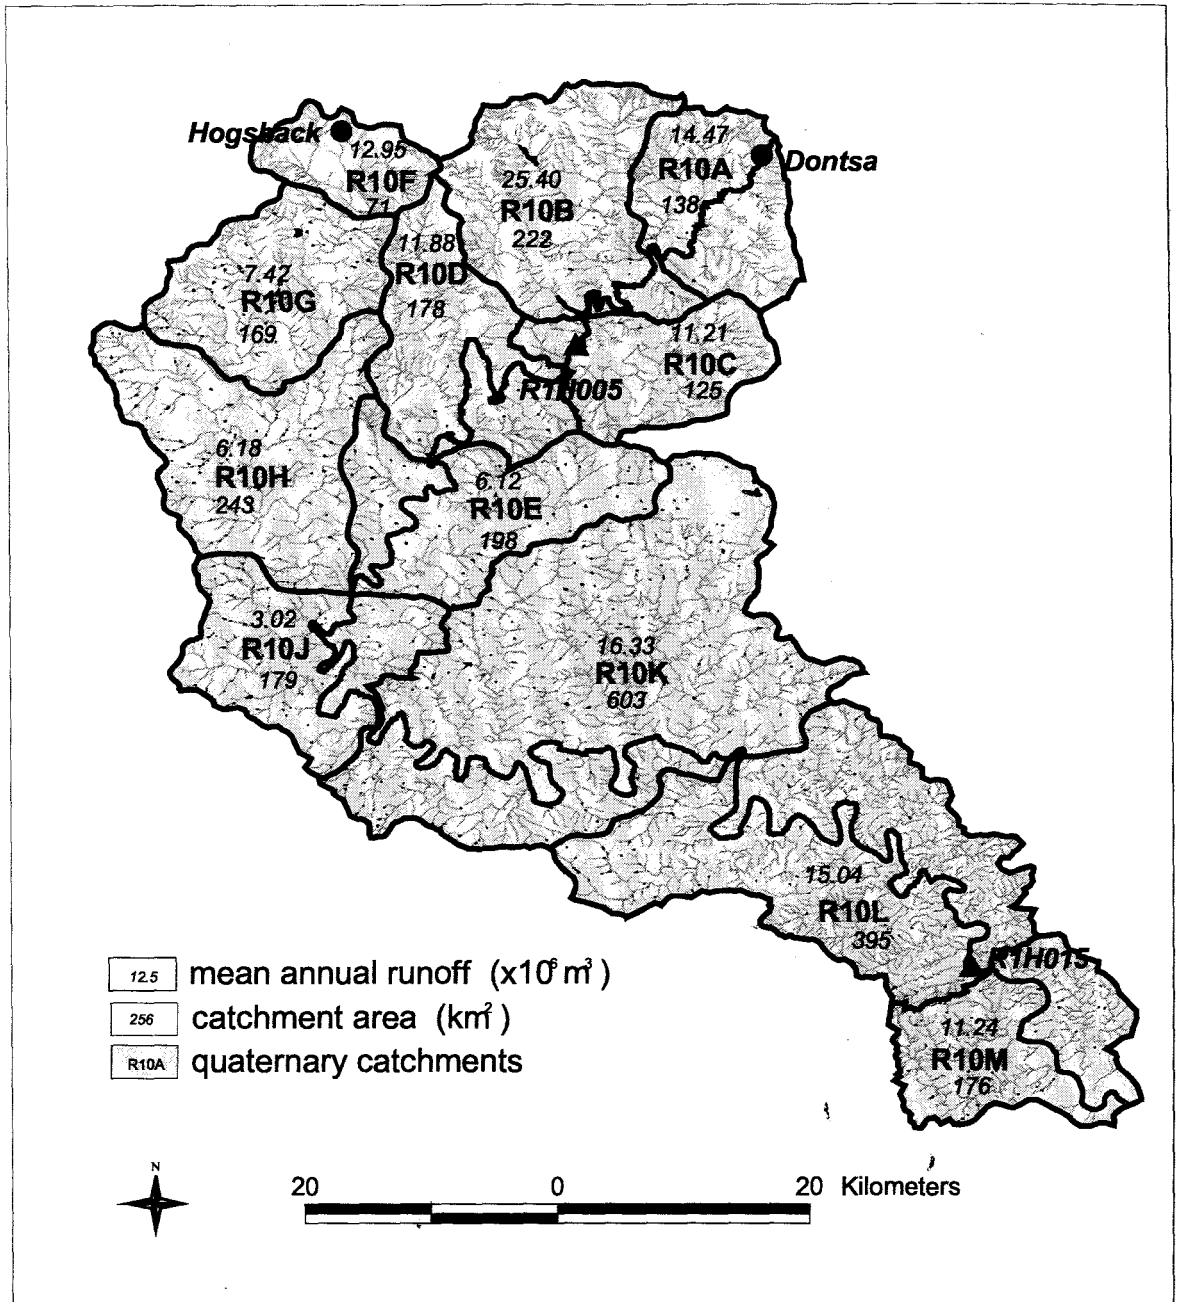 Hogsback
12.95
R10F
71
25.40
R10B
222
14.47
R10A
138
Dontsa
7.42
R10G
169
11.88
R10D
178
11.21
R10C
125
R1H005
6.18
R10H
243
6.12
R10E
198
3.02
R10J
179
16.33
R10K
603
15.04
R10L
395
R1H015
11.24
R10M
176
12.5 mean annual runoff (x10⁶ m³)
256 catchment area (km²)
R10A quaternary catchments
N
20 0 20 Kilometers